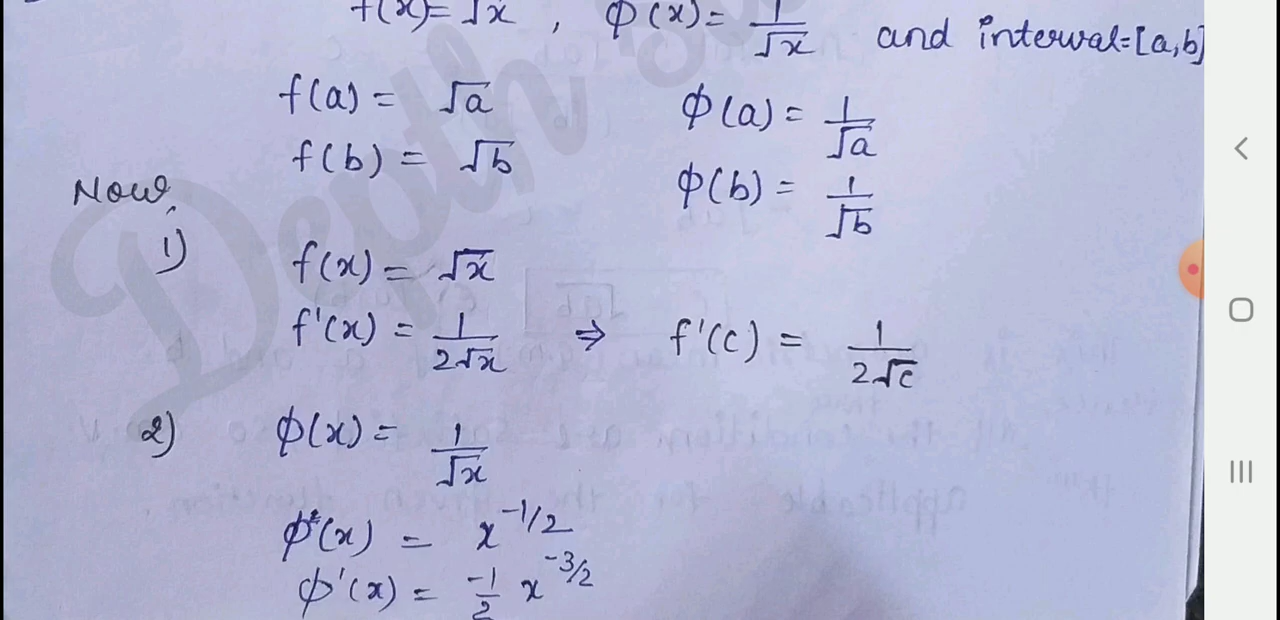 f(x) = √x , φ(x) = 1/√x and interval = [a,b]
f(a) = √a φ(a) = 1/√a
f(b) = √b φ(b) = 1/√b
Now,
1) f(x) = √x
f'(x) = 1/2√x ⇒ f'(c) = 1/2√c
2) φ(x) = 1/√x
φ(x) = x^-1/2
φ'(x) = -1/2 x^-3/2
Depth